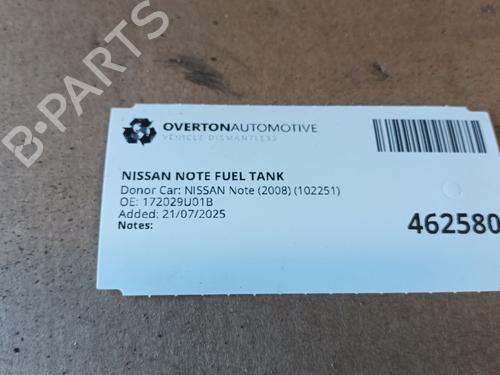 B-PARTS
OVERTONAUTOMOTIVE
VEHICLE DISMANTLERS
NISSAN NOTE FUEL TANK
Donor Car: NISSAN Note (2008) (102251)
OE: 172029U01B
Added: 21/07/2025
Notes:
462580